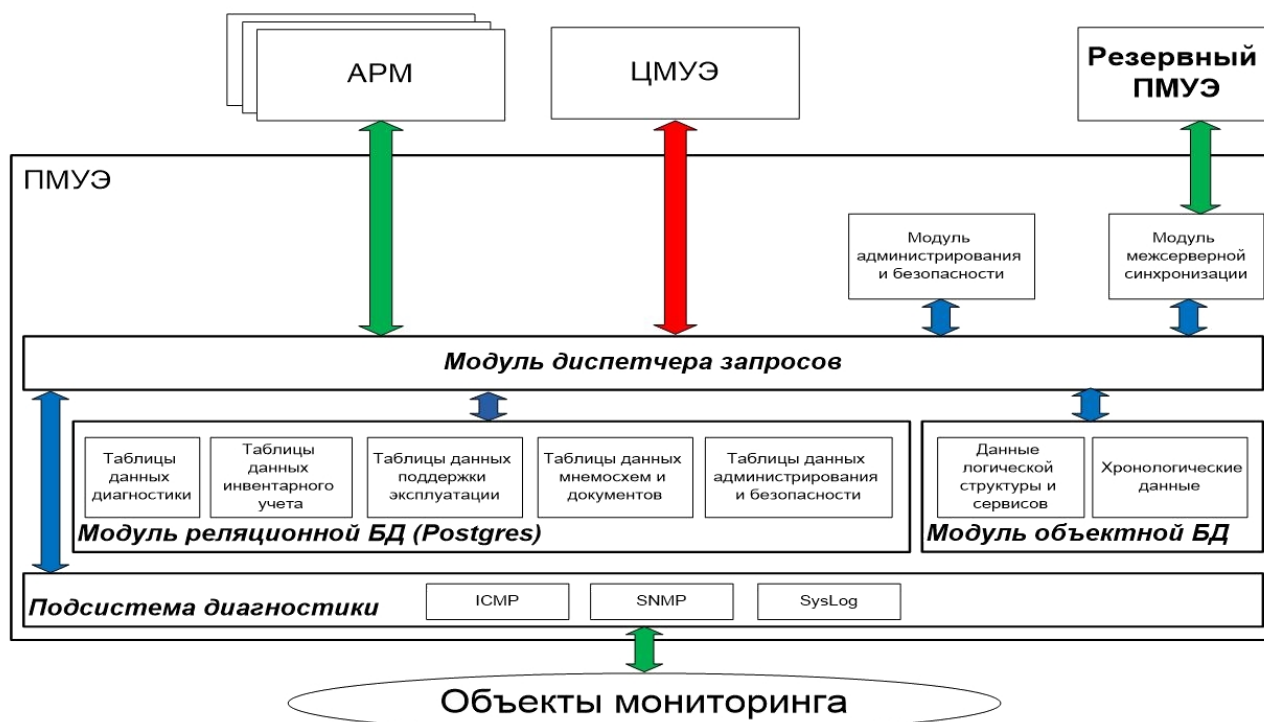 АРМ
ЦМУЭ
Резервный
ПМУЭ
ПМУЭ
Модуль
администрирования
и безопасности
Модуль
межсерверной
синхронизации
Модуль диспетчера запросов
Таблицы
данных
диагностики
Таблицы
данных
инвентарного
учета
Таблицы данных
поддержки
эксплуатации
Таблицы данных
мнемосхем и
документов
Таблицы данных
администрирования
и безопасности
Модуль реляционной БД (Postgres)
Данные
логической
структуры и
сервисов
Хронологические
данные
Модуль объектной БД
Подсистема диагностики
ICMP
SNMP
SysLog
Объекты мониторинга